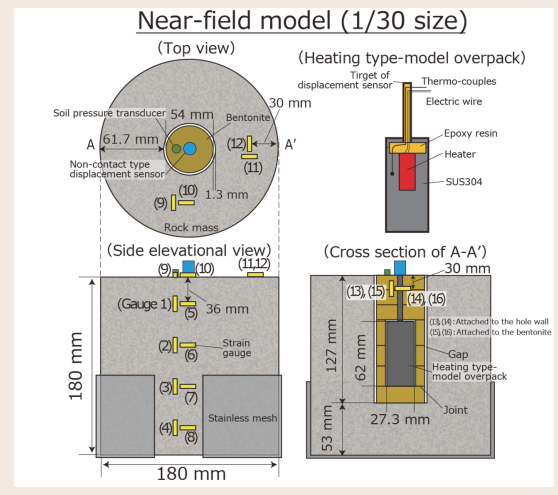 Near-field model (1/30 size)
(Top view)
Soil pressure transducer
54 mm
Bentonite
30 mm
A
61.7 mm
(12)
A'
Non-contact type
displacement sensor
(11)
(10)
(9)
1.3 mm
Rock mass
(Heating type-model overpack)
Tirget of
displacement sensor
Thermo-couples
Electric wire
Epoxy resin
Heater
SUS304
(Side elevational view)
(9)
(10)
(11,12)
(Gauge 1)
(5)
36 mm
(2)
(6)
Strain
gauge
180 mm
(3)
(7)
Stainless mesh
(4)
(8)
180 mm
(Cross section of A-A')
30 mm
(13), (15)
(14), (16)
(13),(14):Attached to the hole wall
(15),(16):Attached to the bentonite
127 mm
62 mm
Gap
Heating type-
model overpack
Joint
27.3 mm
53 mm